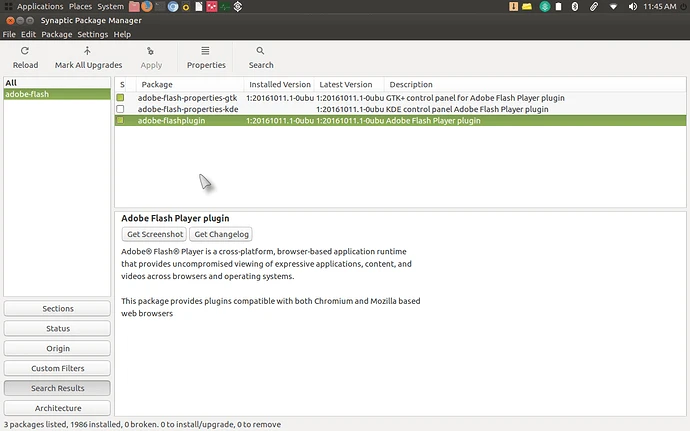 Applications Places System 11:45 AM
Synaptic Package Manager
File Edit Package Settings Help
Reload Mark All Upgrades Apply Properties Search
All
adobe-flash
S Package Installed Version Latest Version Description
adobe-flash-properties-gtk 1:20161011.1-0ubu 1:20161011.1-0ubu GTK+ control panel for Adobe Flash Player plugin
adobe-flash-properties-kde 1:20161011.1-0ubu KDE control panel Adobe Flash Player plugin
adobe-flashplugin 1:20161011.1-0ubu 1:20161011.1-0ubu Adobe Flash Player plugin
Adobe Flash Player plugin
Get Screenshot Get Changelog
Adobe® Flash® Player is a cross-platform, browser-based application runtime
that provides uncompromised viewing of expressive applications, content, and
videos across browsers and operating systems.
This package provides plugins compatible with both Chromium and Mozilla based
web browsers
Sections
Status
Origin
Custom Filters
Search Results
Architecture
3 packages listed, 1986 installed, 0 broken. 0 to install/upgrade, 0 to remove